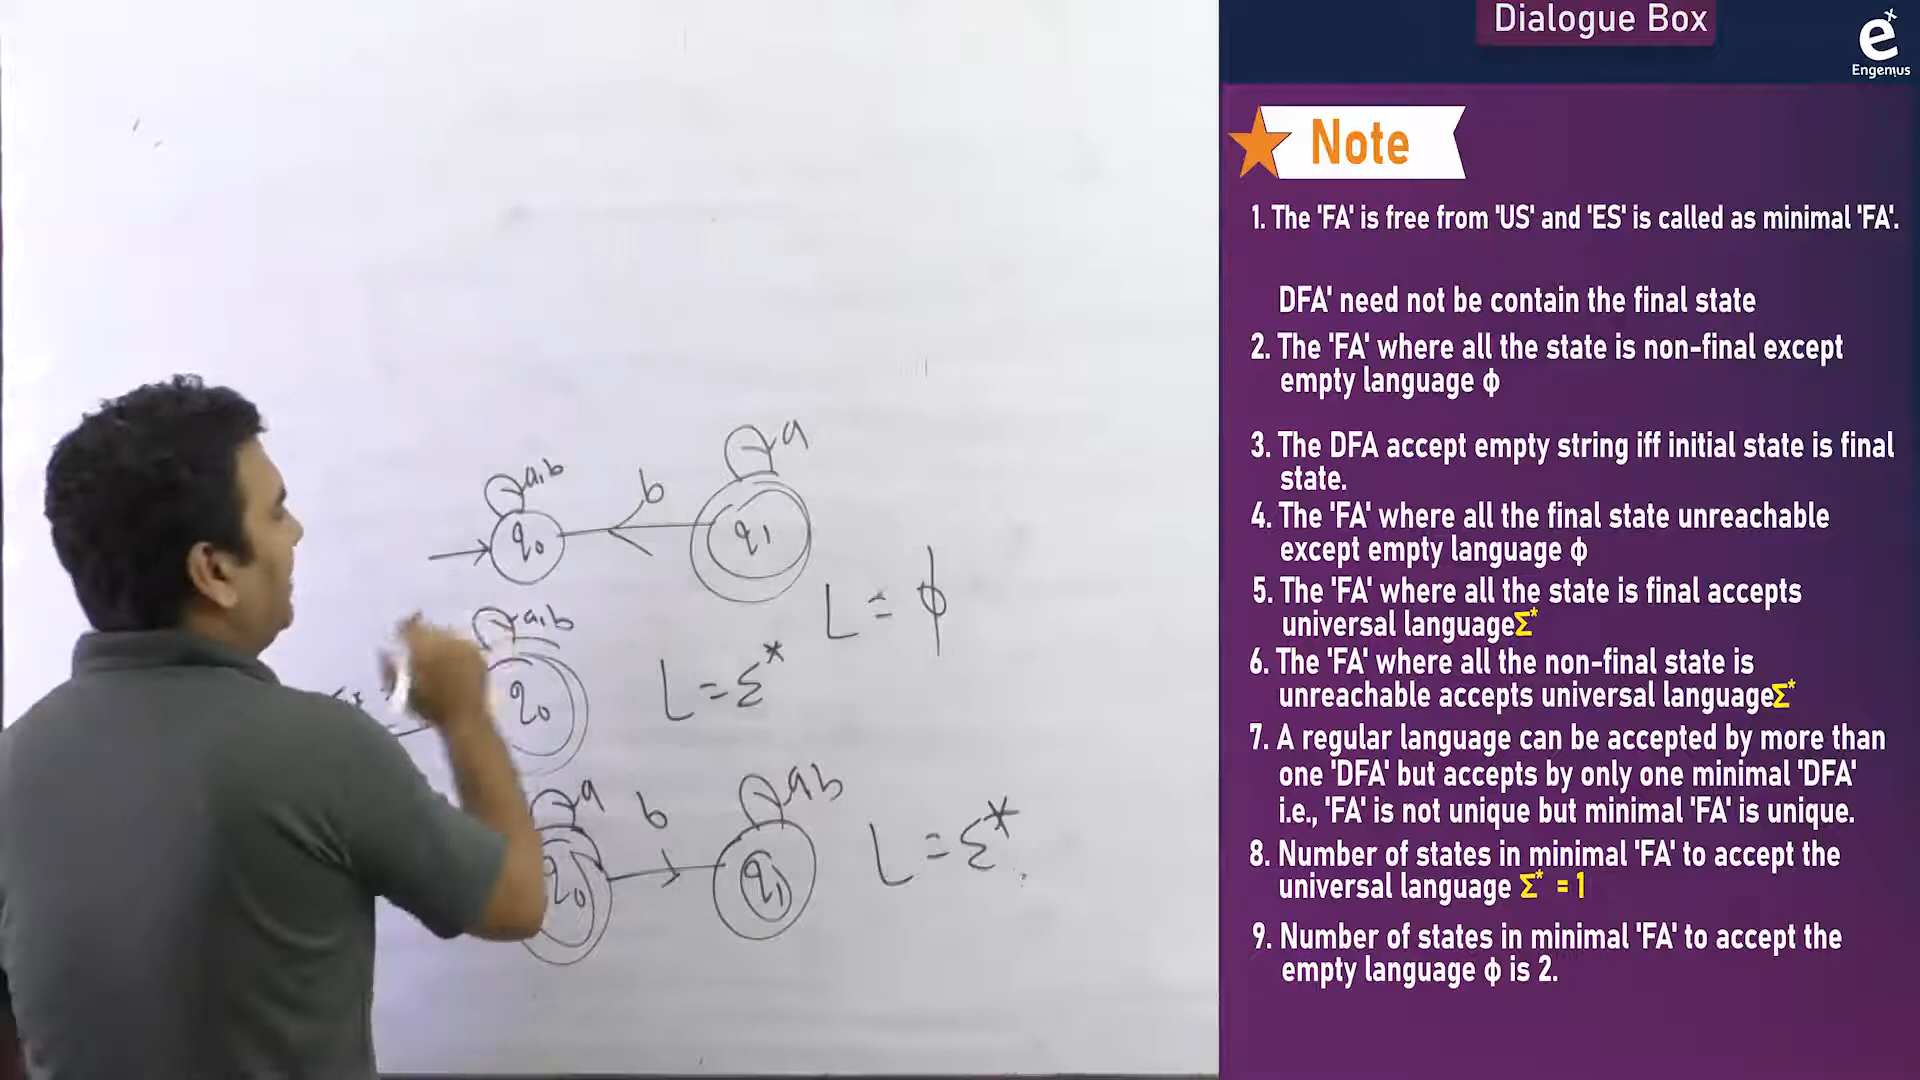 Dialogue Box
ex
Engenius
Note
1. The 'FA' is free from 'US' and 'ES' is called as minimal 'FA'.
DFA' need not be contain the final state
2. The 'FA' where all the state is non-final except
empty language ϕ
3. The DFA accept empty string iff initial state is final
state.
4. The 'FA' where all the final state unreachable
except empty language ϕ
5. The 'FA' where all the state is final accepts
universal languageΣ*
6. The 'FA' where all the non-final state is
unreachable accepts universal languageΣ*
7. A regular language can be accepted by more than
one 'DFA' but accepts by only one minimal 'DFA'
i.e., 'FA' is not unique but minimal 'FA' is unique.
8. Number of states in minimal 'FA' to accept the
universal language Σ* = 1
9. Number of states in minimal 'FA' to accept the
empty language ϕ is 2.
a,b
b
a
q0
q1
L = ϕ
a,b
q0
L = Σ*
a
b
a,b
q0
q1
L = Σ*